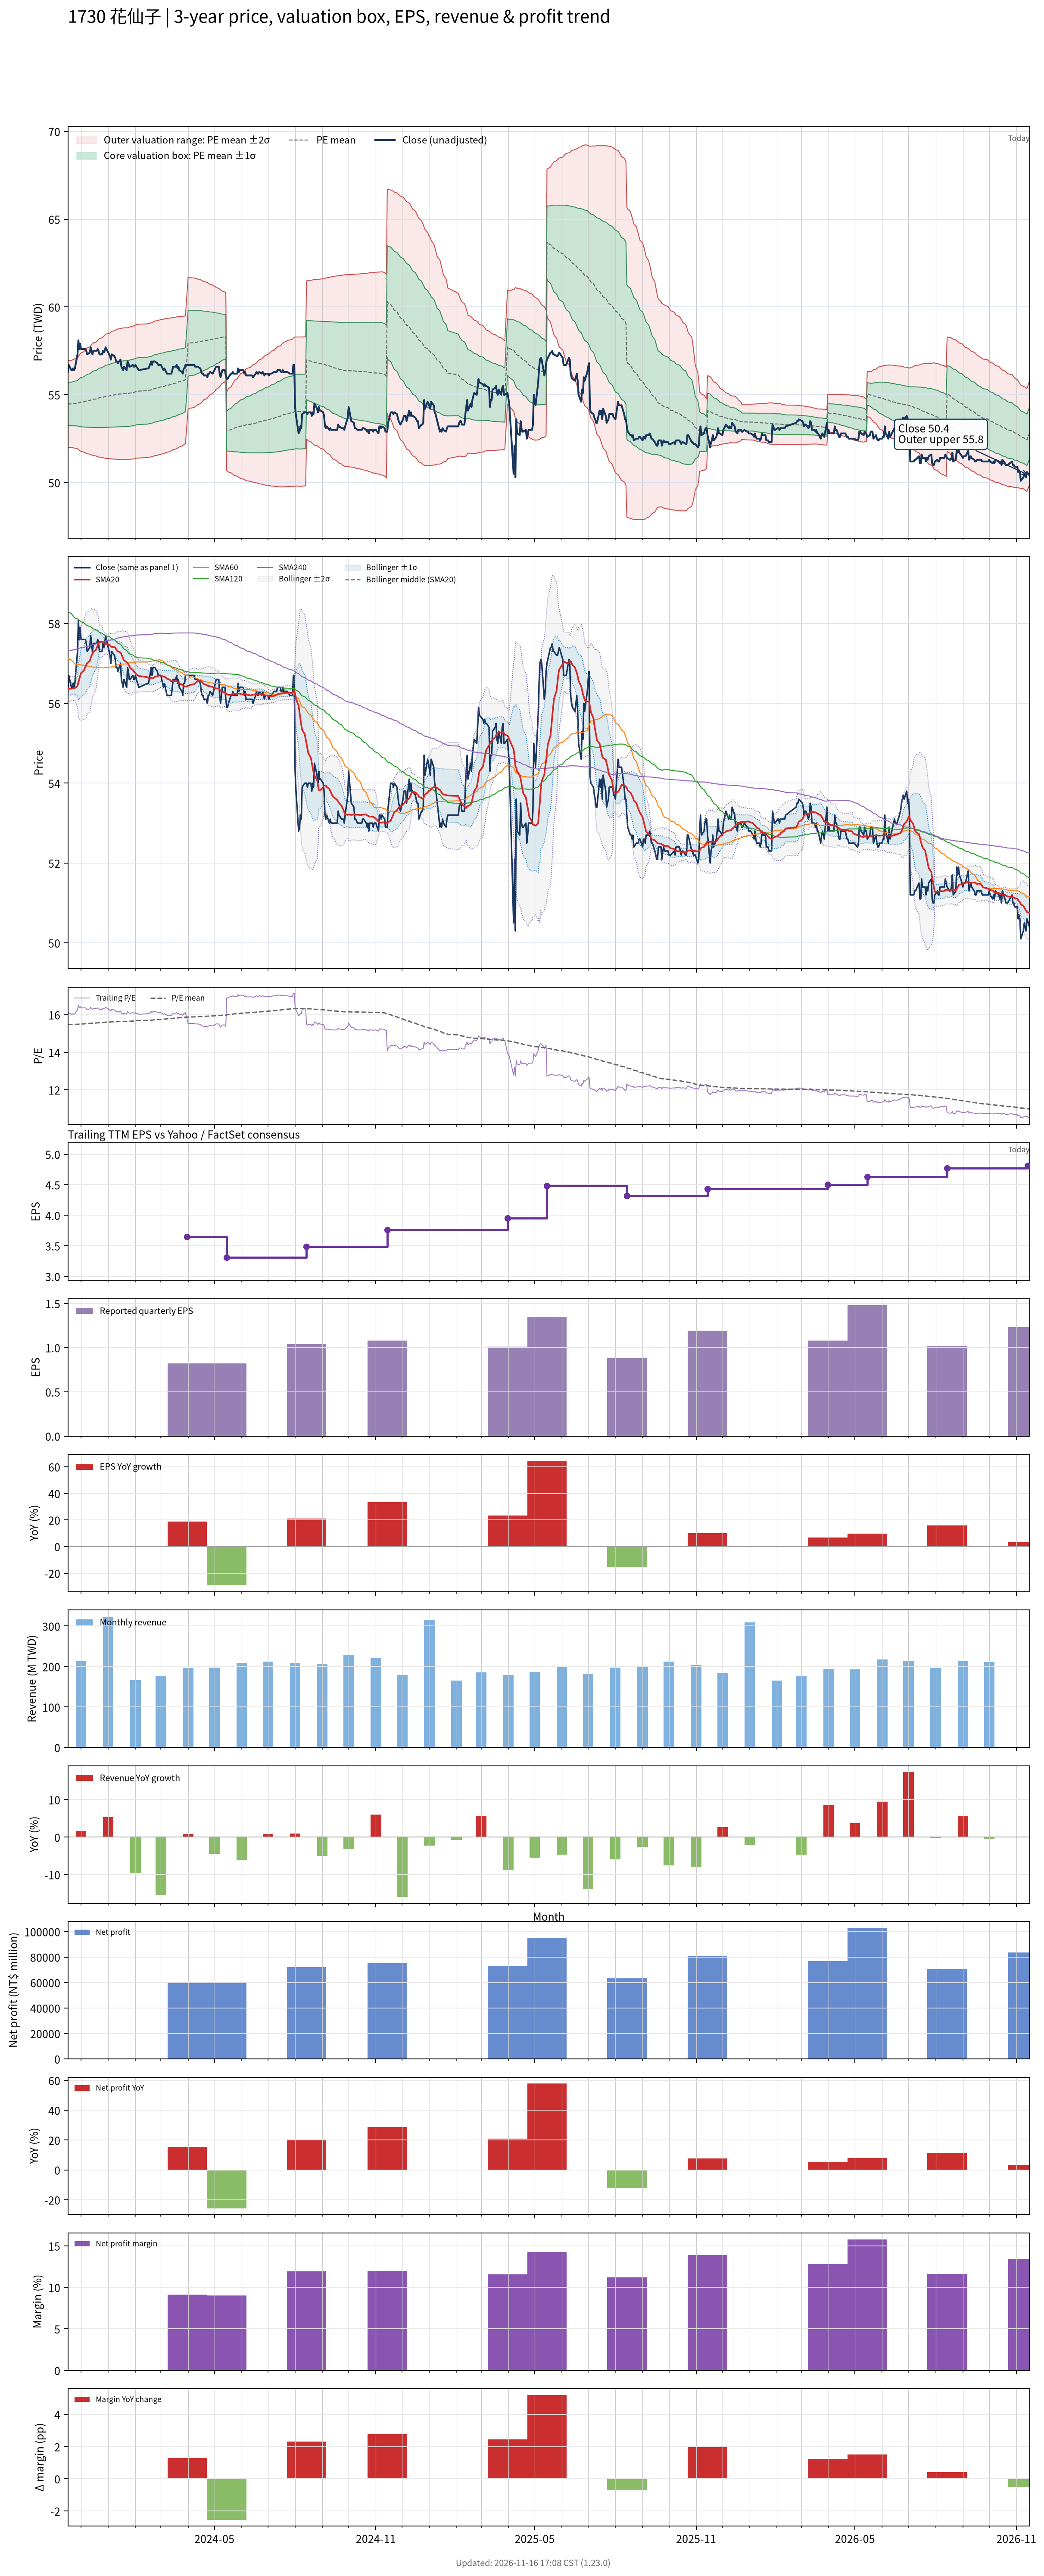 1730 花仙子 | 3-year price, valuation box, EPS, revenue & profit trend
Outer valuation range: PE mean ±2σ
PE mean
Close (unadjusted)
Core valuation box: PE mean ±1σ
Today
70
65
60
55
50
Price (TWD)
Close 50.4
Outer upper 55.8
Close (same as panel 1)
SMA60
SMA240
Bollinger ±1σ
SMA20
SMA120
Bollinger ±2σ
Bollinger middle (SMA20)
58
56
54
52
50
Price
Trailing P/E
P/E mean
16
14
12
P/E
Trailing TTM EPS vs Yahoo / FactSet consensus
Today
5.0
4.5
4.0
3.5
3.0
EPS
Reported quarterly EPS
1.5
1.0
0.5
0.0
EPS
EPS YoY growth
60
40
20
0
-20
YoY (%)
Monthly revenue
300
200
100
0
Revenue (M TWD)
Revenue YoY growth
10
0
-10
YoY (%)
Month
Net profit
100000
80000
60000
40000
20000
0
Net profit (NT$ million)
Net profit YoY
60
40
20
0
-20
YoY (%)
Net profit margin
15
10
5
0
Margin (%)
Margin YoY change
4
2
0
-2
Δ margin (pp)
2024-05
2024-11
2025-05
2025-11
2026-05
2026-11
Updated: 2026-11-16 17:08 CST (1.23.0)